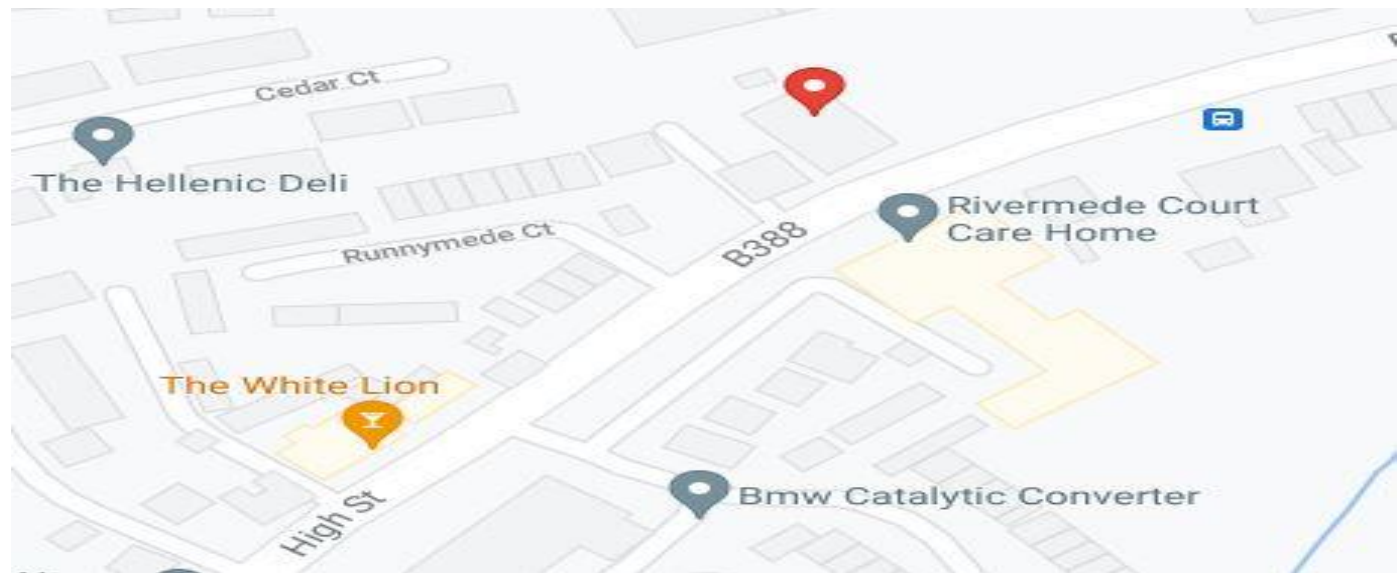 Cedar Ct
The Hellenic Deli
Rivermede Court
Care Home
Runnymede Ct
B388
The White Lion
Bmw Catalytic Converter
High St